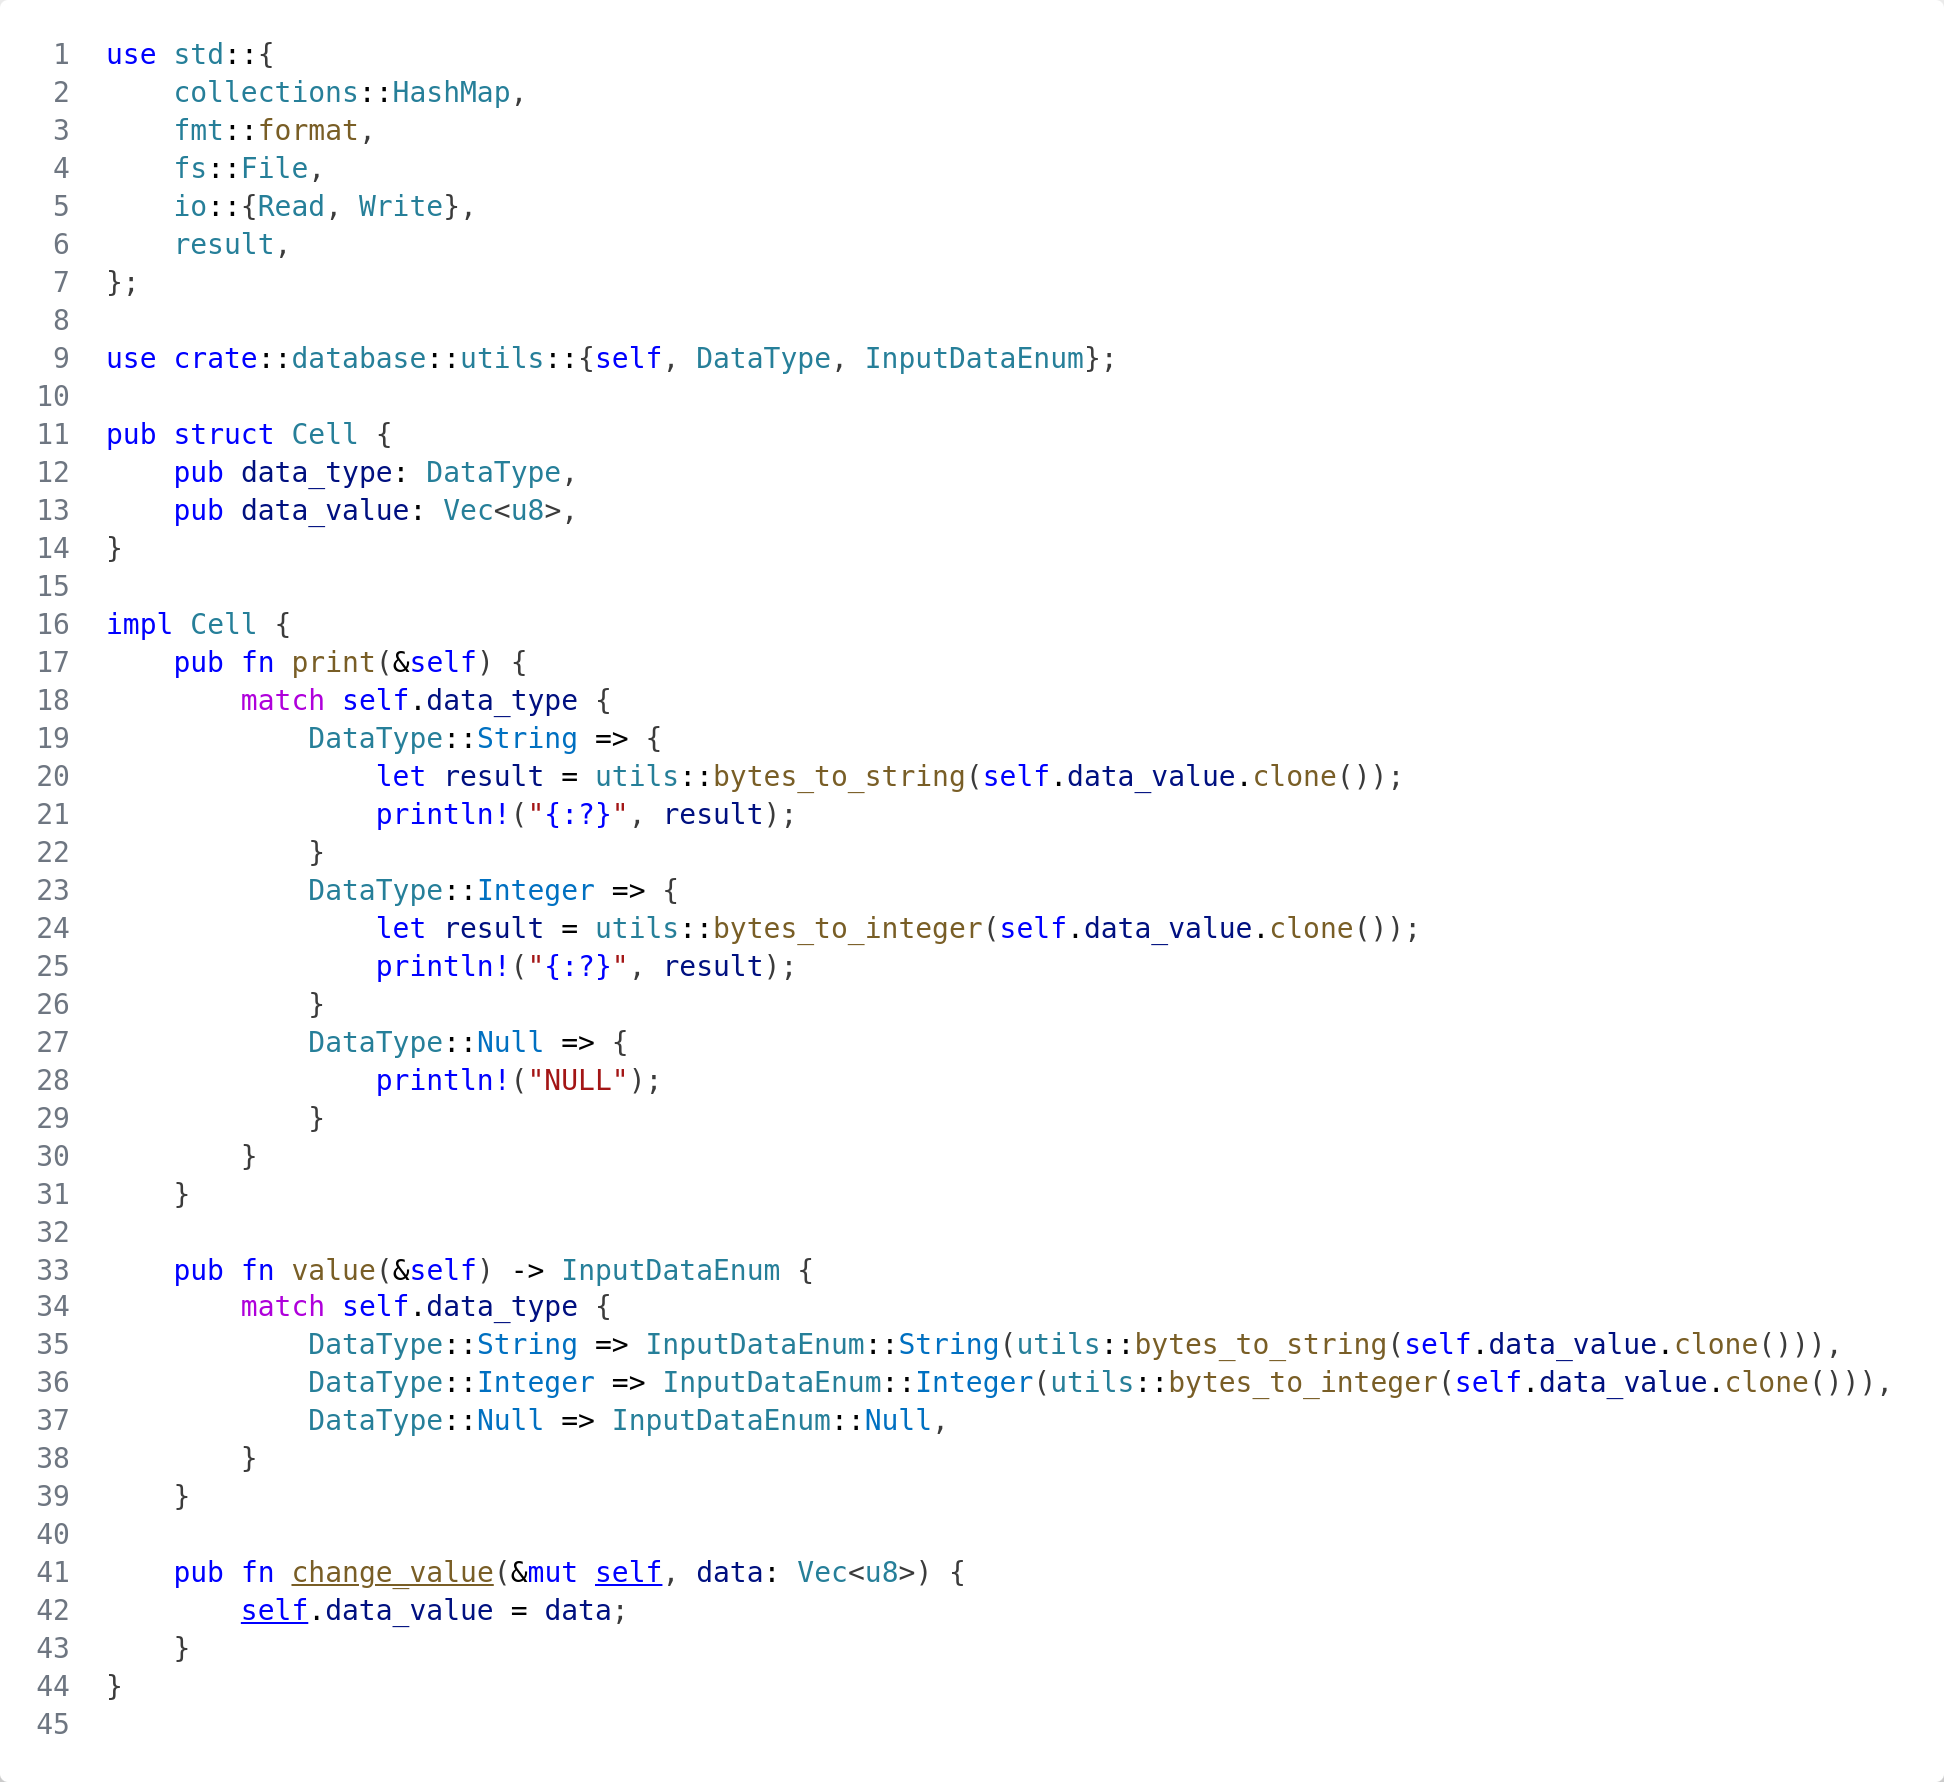 1 use std::{
2     collections::HashMap,
3     fmt::format,
4     fs::File,
5     io::{Read, Write},
6     result,
7 };
8
9 use crate::database::utils::{self, DataType, InputDataEnum};
10
11 pub struct Cell {
12     pub data_type: DataType,
13     pub data_value: Vec<u8>,
14 }
15
16 impl Cell {
17     pub fn print(&self) {
18         match self.data_type {
19             DataType::String => {
20                 let result = utils::bytes_to_string(self.data_value.clone());
21                 println!("{:?}", result);
22             }
23             DataType::Integer => {
24                 let result = utils::bytes_to_integer(self.data_value.clone());
25                 println!("{:?}", result);
26             }
27             DataType::Null => {
28                 println!("NULL");
29             }
30         }
31     }
32
33     pub fn value(&self) -> InputDataEnum {
34         match self.data_type {
35             DataType::String => InputDataEnum::String(utils::bytes_to_string(self.data_value.clone())),
36             DataType::Integer => InputDataEnum::Integer(utils::bytes_to_integer(self.data_value.clone())),
37             DataType::Null => InputDataEnum::Null,
38         }
39     }
40
41     pub fn change_value(&mut self, data: Vec<u8>) {
42         self.data_value = data;
43     }
44 }
45